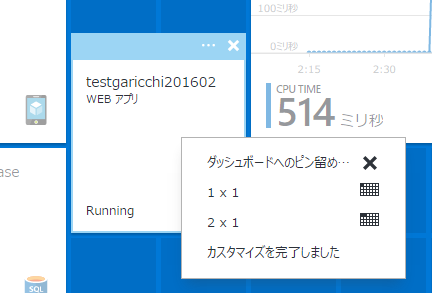 100ミリ秒
0ミリ秒
2:15
2:30
CPU TIME
514 ミリ秒
testgaricchi201602
WEB アプリ
Running
ダッシュボードへのピン留め…
1 x 1
2 x 1
カスタマイズを完了しました
ase
SQL